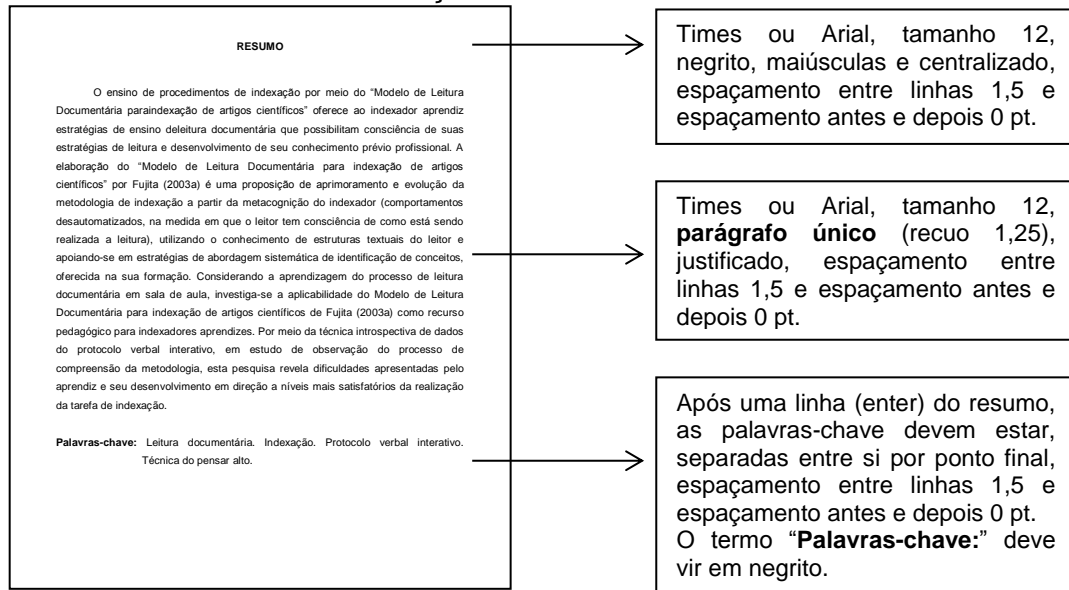 RESUMO
O ensino de procedimentos de indexação por meio do “Modelo de Leitura
Documentária paraindexação de artigos científicos” oferece ao indexador aprendiz
estratégias de ensino deleitura documentária que possibilitam consciência de suas
estratégias de leitura e desenvolvimento de seu conhecimento prévio profissional. A
elaboração do “Modelo de Leitura Documentária para indexação de artigos
científicos” por Fujita (2003a) é uma proposição de aprimoramento e evolução da
metodologia de indexação a partir da metacognição do indexador (comportamentos
desautomatizados, na medida em que o leitor tem consciência de como está sendo
realizada a leitura), utilizando o conhecimento de estruturas textuais do leitor e
apoiando-se em estratégias de abordagem sistemática de identificação de conceitos,
oferecida na sua formação. Considerando a aprendizagem do processo de leitura
documentária em sala de aula, investiga-se a aplicabilidade do Modelo de Leitura
Documentária para indexação de artigos científicos de Fujita (2003a) como recurso
pedagógico para indexadores aprendizes. Por meio da técnica introspectiva de dados
do protocolo verbal interativo, em estudo de observação do processo de
compreensão da metodologia, esta pesquisa revela dificuldades apresentadas pelo
aprendiz e seu desenvolvimento em direção a níveis mais satisfatórios da realização
da tarefa de indexação.
Palavras-chave: Leitura documentária. Indexação. Protocolo verbal interativo.
Técnica do pensar alto.
Times ou Arial, tamanho 12,
negrito, maiúsculas e centralizado,
espaçamento entre linhas 1,5 e
espaçamento antes e depois 0 pt.
Times ou Arial, tamanho 12,
parágrafo único (recuo 1,25),
justificado, espaçamento entre
linhas 1,5 e espaçamento antes e
depois 0 pt.
Após uma linha (enter) do resumo,
as palavras-chave devem estar,
separadas entre si por ponto final,
espaçamento entre linhas 1,5 e
espaçamento antes e depois 0 pt.
O termo “Palavras-chave:” deve
vir em negrito.